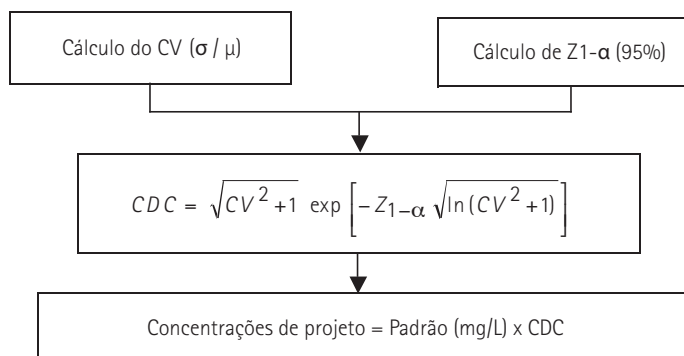 Cálculo do CV (σ / µ)
Cálculo de Z1-α (95%)
CDC = √(CV² +1) exp [− Z₁₋α √(ln (CV² +1))]
Concentrações de projeto = Padrão (mg/L) x CDC